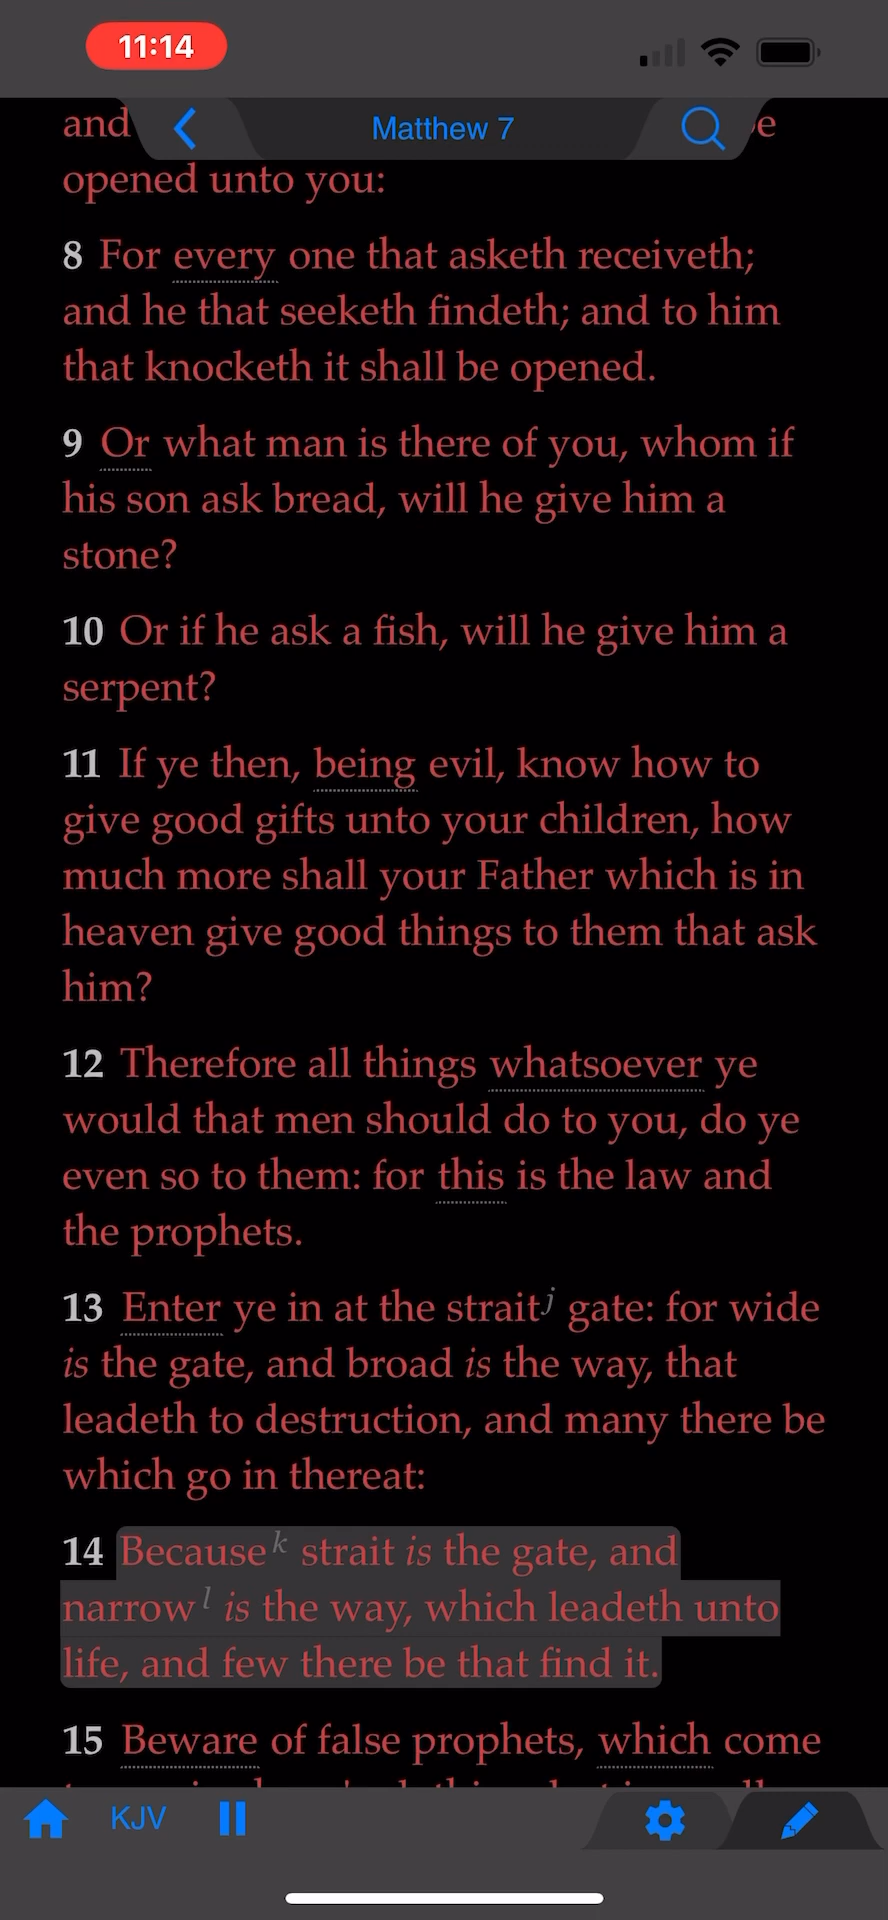 11:14
and
Matthew 7
e
opened unto you:
8 For every one that asketh receiveth;
and he that seeketh findeth; and to him
that knocketh it shall be opened.
9 Or what man is there of you, whom if
his son ask bread, will he give him a
stone?
10 Or if he ask a fish, will he give him a
serpent?
11 If ye then, being evil, know how to
give good gifts unto your children, how
much more shall your Father which is in
heaven give good things to them that ask
him?
12 Therefore all things whatsoever ye
would that men should do to you, do ye
even so to them: for this is the law and
the prophets.
13 Enter ye in at the strait j gate: for wide
is the gate, and broad is the way, that
leadeth to destruction, and many there be
which go in thereat:
14 Because k strait is the gate, and
narrow l is the way, which leadeth unto
life, and few there be that find it.
15 Beware of false prophets, which come
KJV